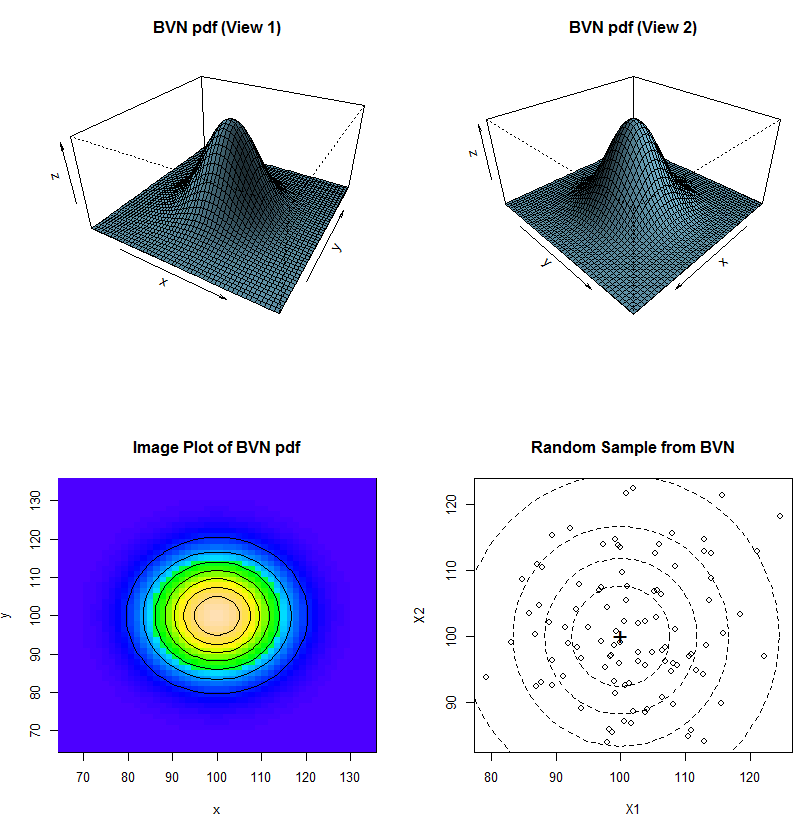 BVN pdf (View 1)
z
x
y
BVN pdf (View 2)
z
y
x
Image Plot of BVN pdf
y
130
120
110
100
90
80
70
70 80 90 100 110 120 130
x
Random Sample from BVN
X2
120
110
100
90
80 90 100 110 120
X1